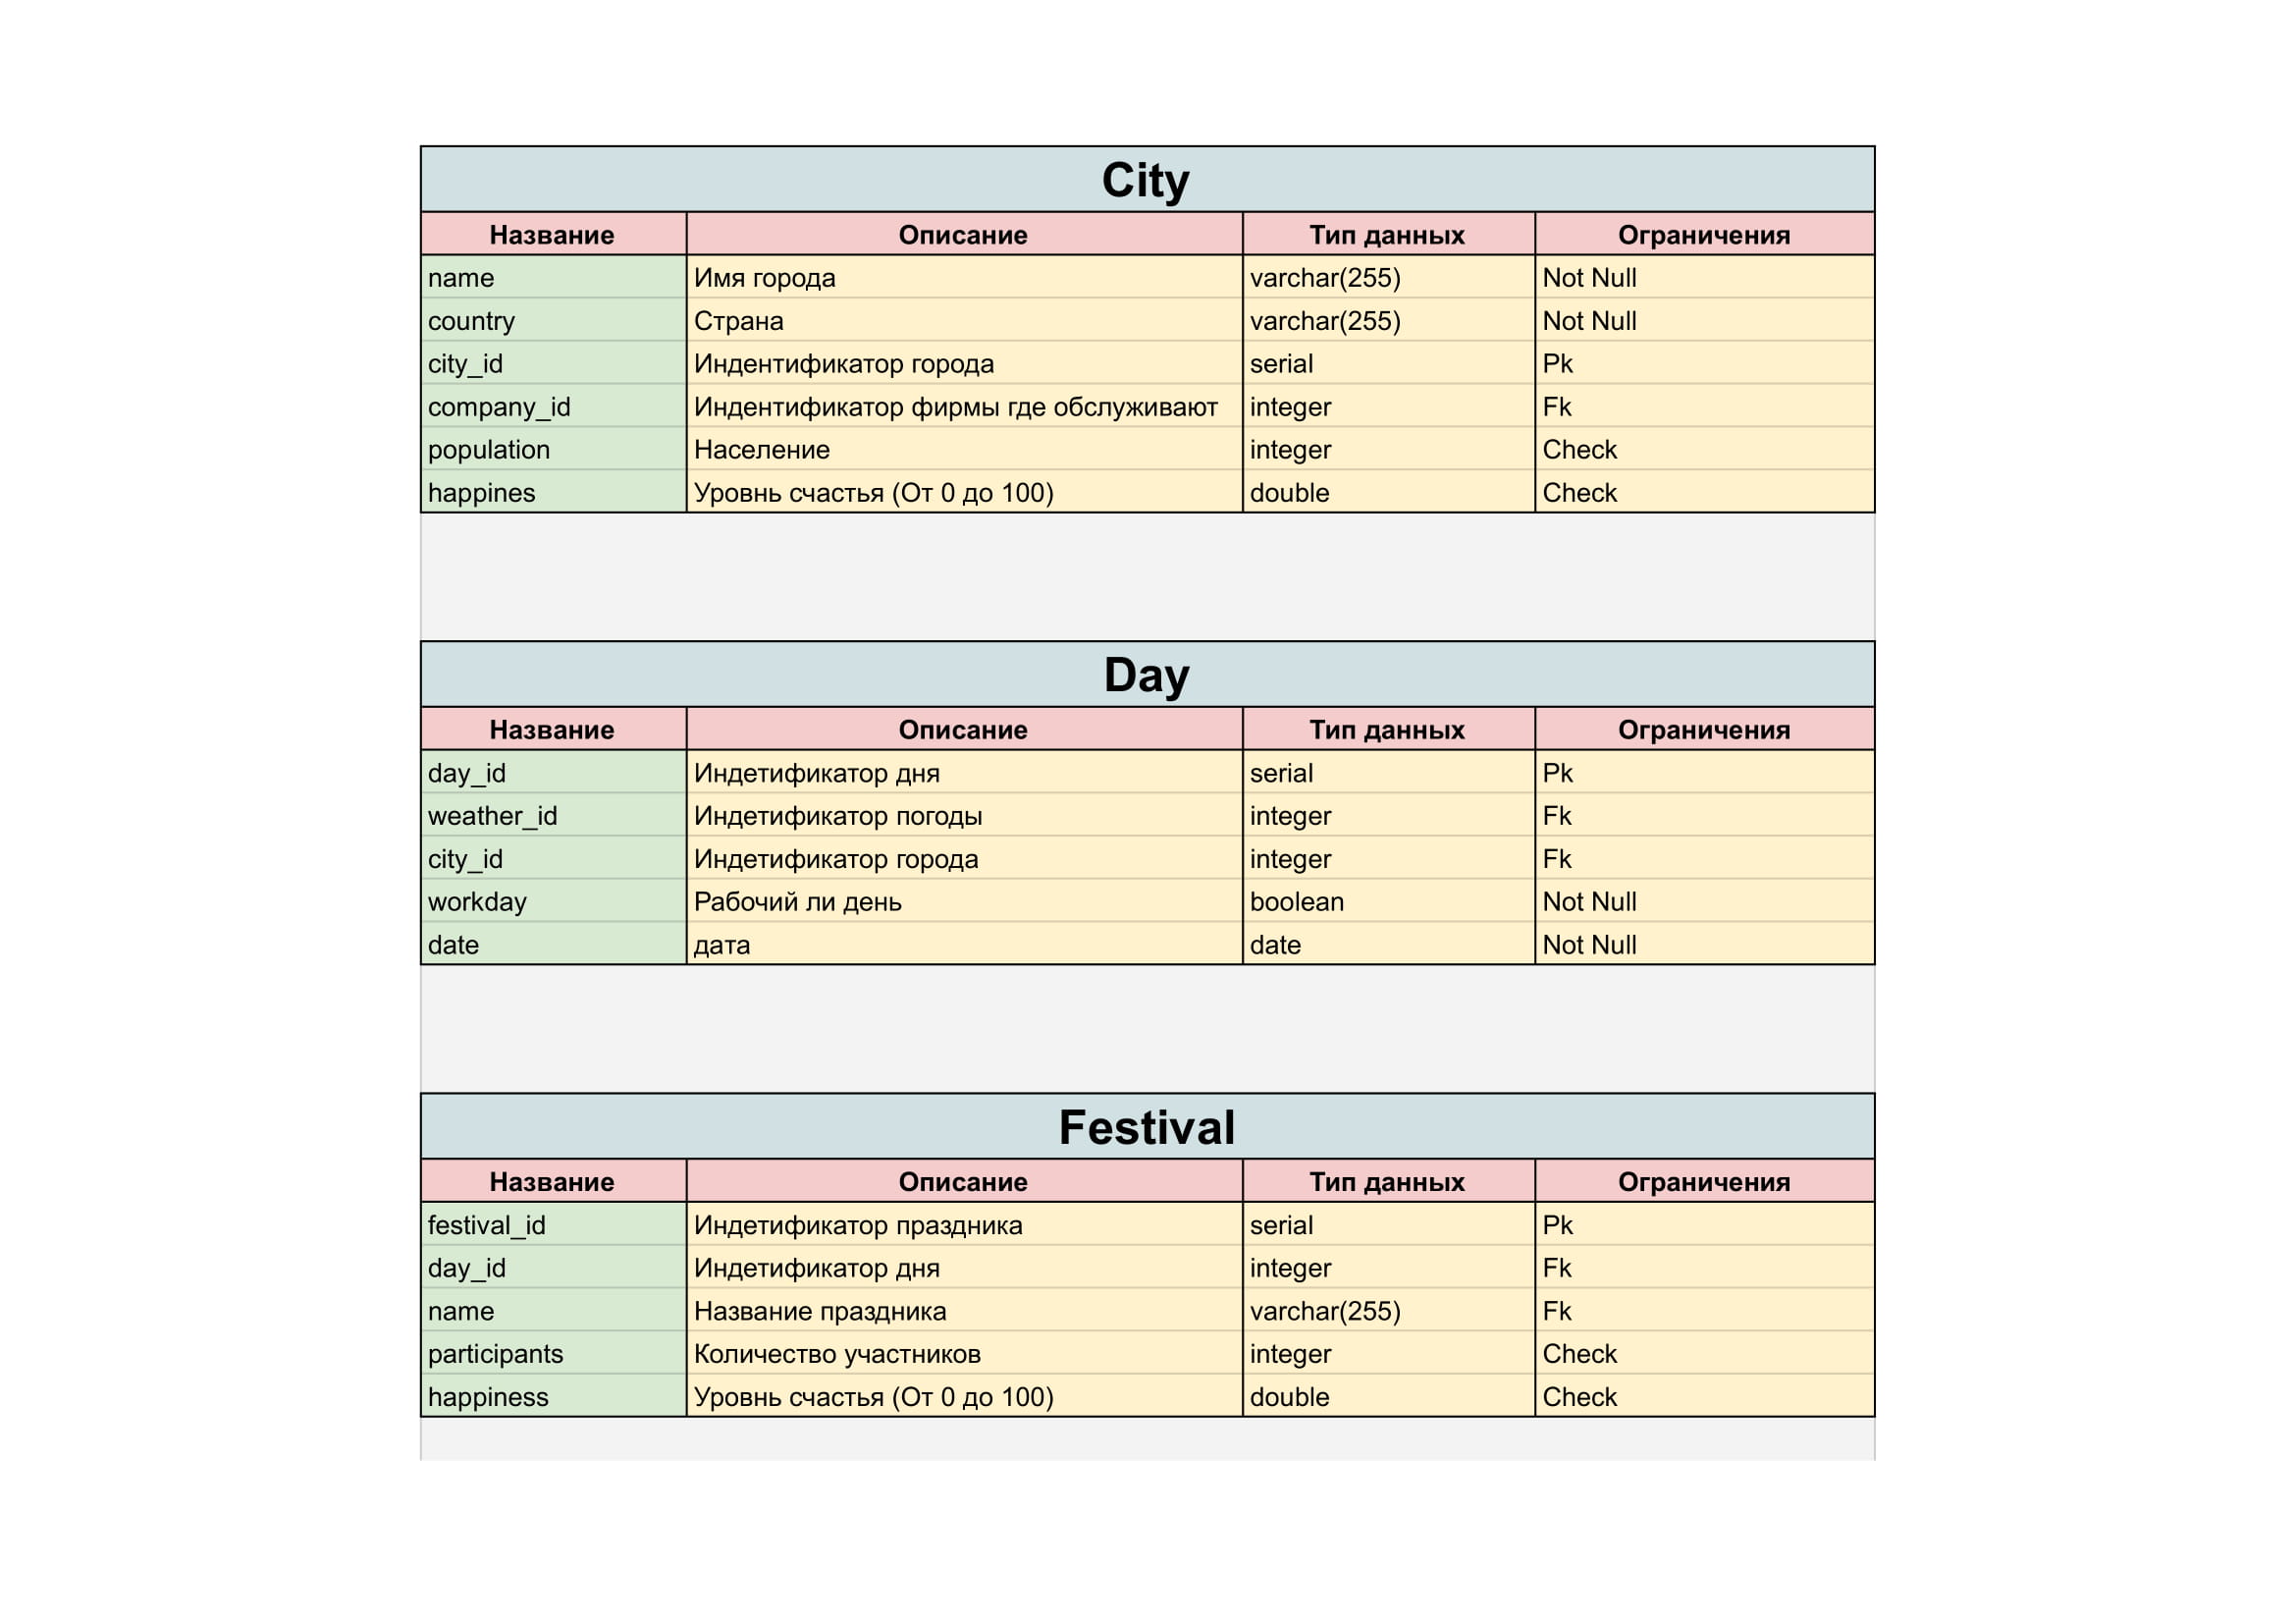 City
Название Описание Тип данных Ограничения
name Имя города varchar(255) Not Null
country Страна varchar(255) Not Null
city_id Индентификатор города serial Pk
company_id Индентификатор фирмы где обслуживают integer Fk
population Население integer Check
happines Уровнь счастья (От 0 до 100) double Check
Day
Название Описание Тип данных Ограничения
day_id Индетификатор дня serial Pk
weather_id Индетификатор погоды integer Fk
city_id Индетификатор города integer Fk
workday Рабочий ли день boolean Not Null
date дата date Not Null
Festival
Название Описание Тип данных Ограничения
festival_id Индетификатор праздника serial Pk
day_id Индетификатор дня integer Fk
name Название праздника varchar(255) Fk
participants Количество участников integer Check
happiness Уровнь счастья (От 0 до 100) double Check